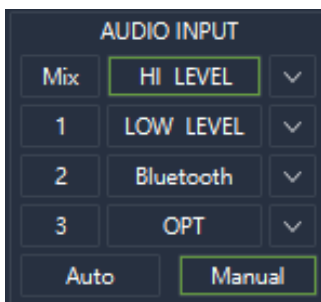 AUDIO INPUT
Mix HI LEVEL
1 LOW LEVEL
2 Bluetooth
3 OPT
Auto Manual